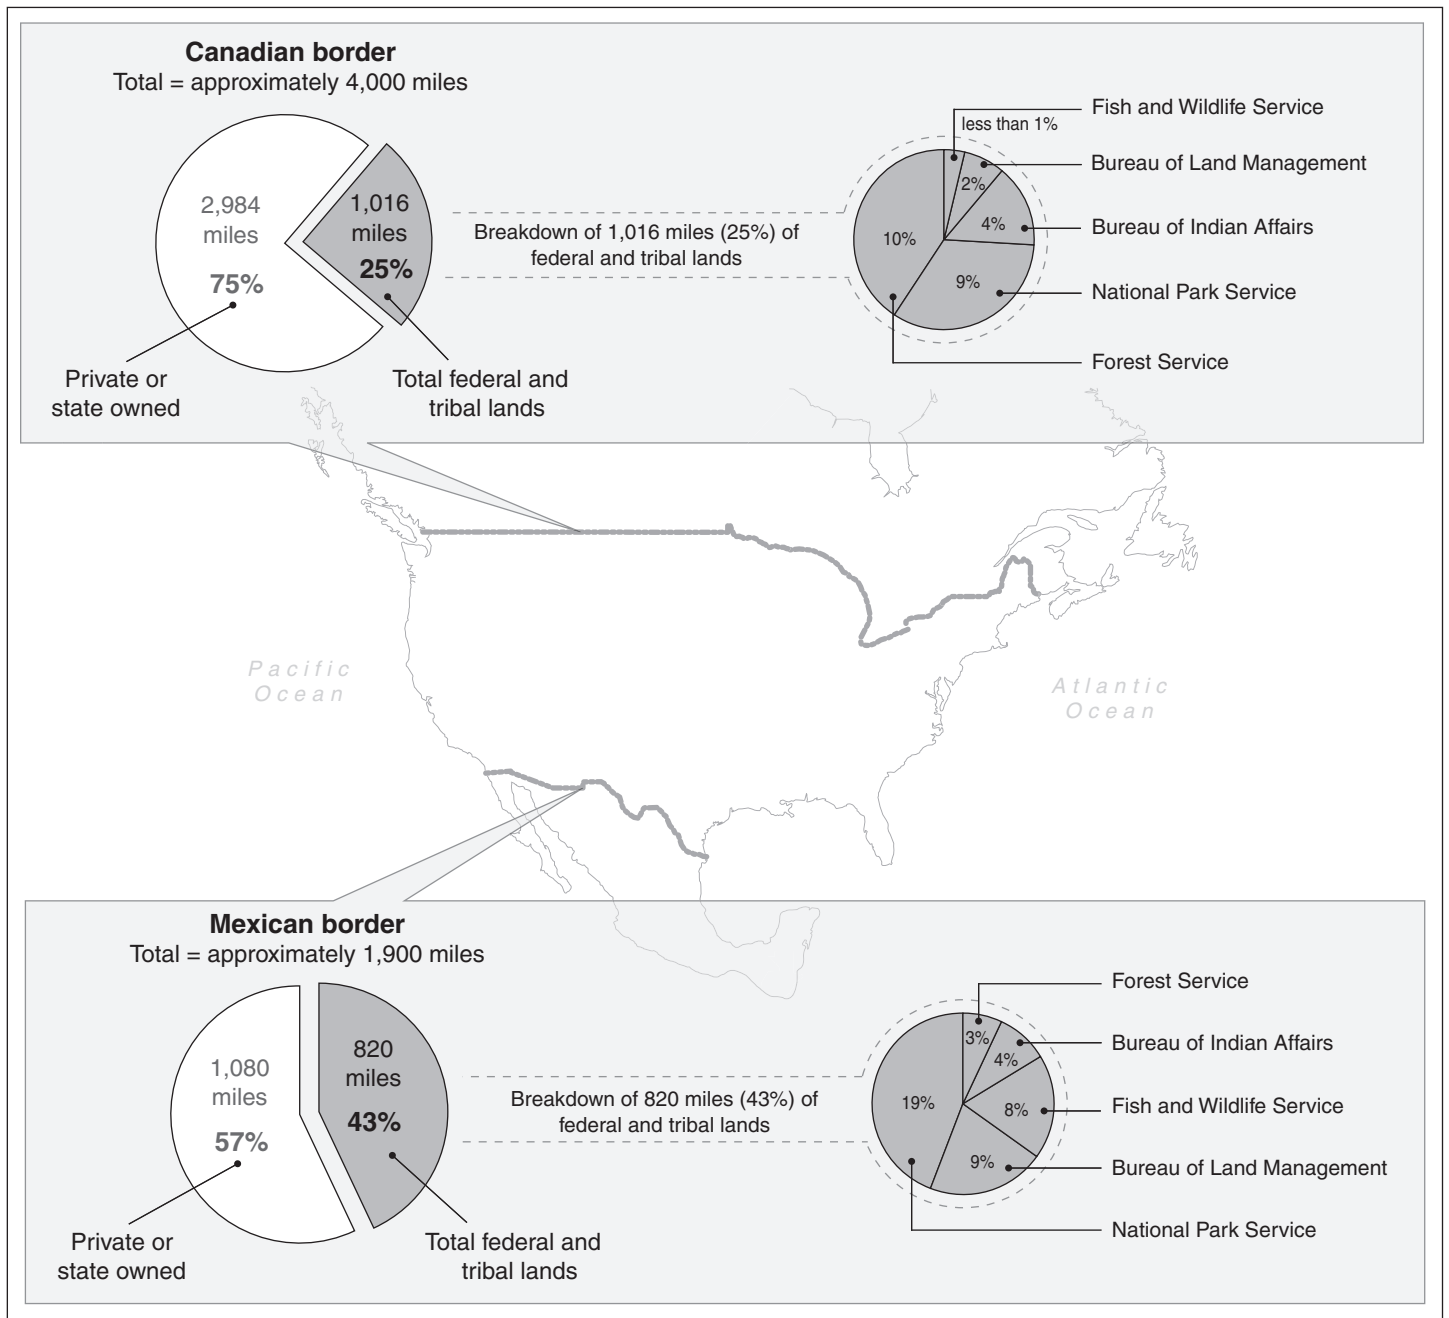 Canadian border
Total = approximately 4,000 miles
2,984
miles
75%
1,016
miles
25%
Private or
state owned
Total federal and
tribal lands
Breakdown of 1,016 miles (25%) of
federal and tribal lands
less than 1%
2%
4%
9%
10%
Fish and Wildlife Service
Bureau of Land Management
Bureau of Indian Affairs
National Park Service
Forest Service
Pacific
Ocean
Atlantic
Ocean
Mexican border
Total = approximately 1,900 miles
1,080
miles
57%
820
miles
43%
Private or
state owned
Total federal and
tribal lands
Breakdown of 820 miles (43%) of
federal and tribal lands
3%
4%
8%
9%
19%
Forest Service
Bureau of Indian Affairs
Fish and Wildlife Service
Bureau of Land Management
National Park Service